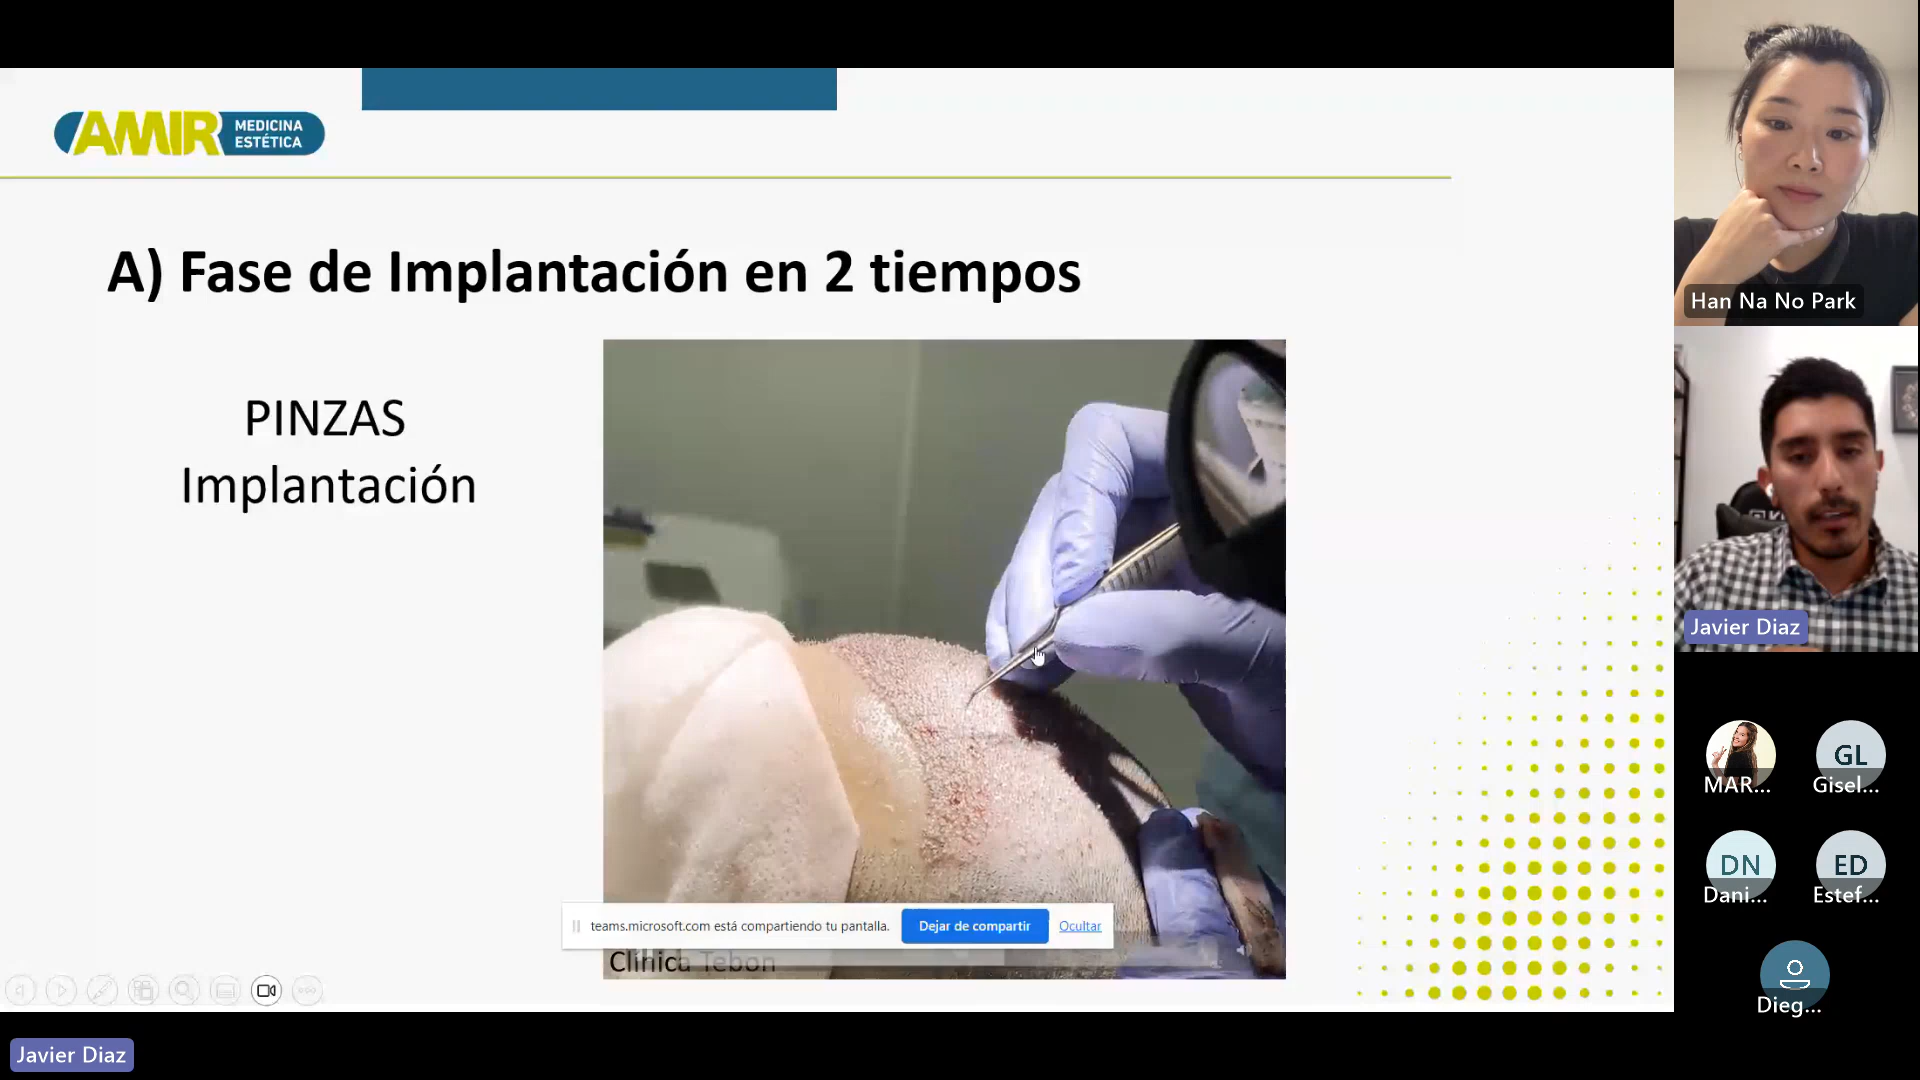 AMIR
MEDICINA
ESTÉTICA
A) Fase de Implantación en 2 tiempos
PINZAS
Implantación
teams.microsoft.com está compartiendo tu pantalla.
Dejar de compartir
Ocultar
Clínica Tebon
Javier Diaz
Han Na No Park
Javier Diaz
MAR...
GL
Gisel...
DN
Dani...
ED
Estef...
Dieg...